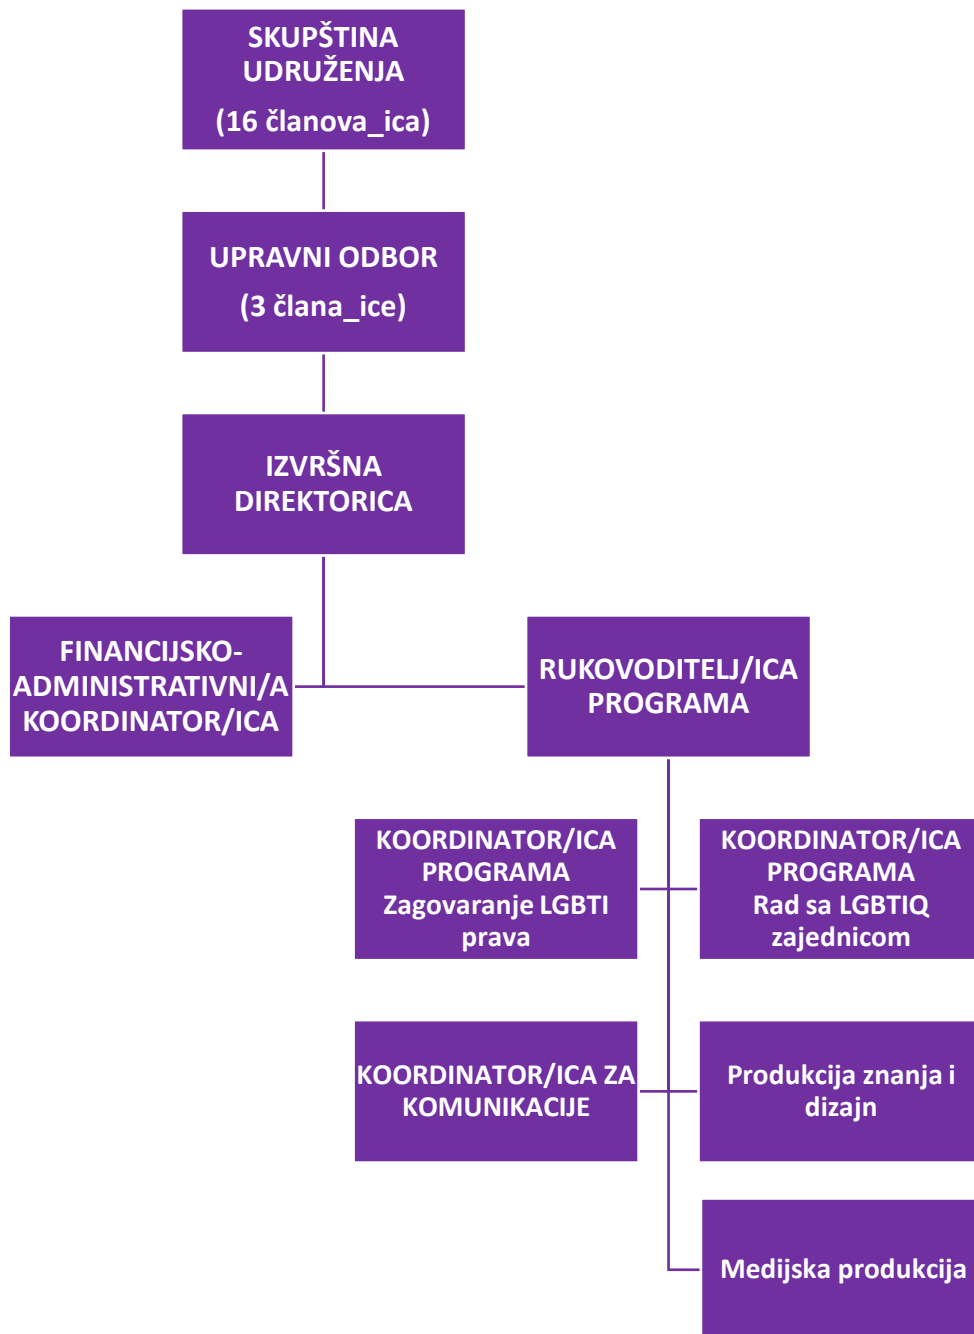 SKUPŠTINA
UDRUŽENJA
(16 članova_ica)
UPRAVNI ODBOR
(3 člana_ice)
IZVRŠNA
DIREKTORICA
FINANCIJSKO-
ADMINISTRATIVNI/A
KOORDINATOR/ICA
RUKOVODITELJ/ICA
PROGRAMA
KOORDINATOR/ICA
PROGRAMA
Zagovaranje LGBTI
prava
KOORDINATOR/ICA
PROGRAMA
Rad sa LGBTIQ
zajednicom
KOORDINATOR/ICA ZA
KOMUNIKACIJE
Produkcija znanja i
dizajn
Medijska produkcija